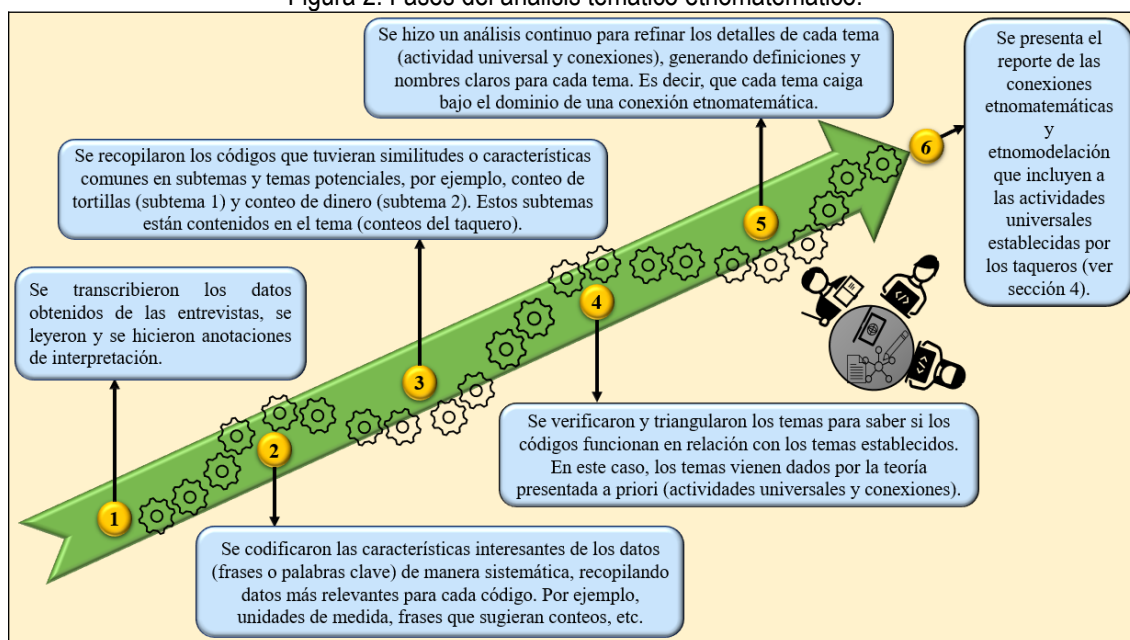 Figura 2. Fases del análisis temático etnomatemático.
Se hizo un análisis continuo para refinar los detalles de cada tema
(actividad universal y conexiones), generando definiciones y
nombres claros para cada tema. Es decir, que cada tema caiga
bajo el dominio de una conexión etnomatemática.
Se presenta el
reporte de las
conexiones
etnomatemáticas
y
etnomodelación
que incluyen a
las actividades
universales
establecidas por
los taqueros (ver
sección 4).
6
Se recopilaron los códigos que tuvieran similitudes o características
comunes en subtemas y temas potenciales, por ejemplo, conteo de
tortillas (subtema 1) y conteo de dinero (subtema 2). Estos subtemas
están contenidos en el tema (conteos del taquero).
5
Se transcribieron los datos
obtenidos de las entrevistas, se
leyeron y se hicieron anotaciones
de interpretación.
4
3
Se verificaron y triangularon los temas para saber si los
códigos funcionan en relación con los temas establecidos.
En este caso, los temas vienen dados por la teoría
presentada a priori (actividades universales y conexiones).
2
1
Se codificaron las características interesantes de los datos
(frases o palabras clave) de manera sistemática, recopilando
datos más relevantes para cada código. Por ejemplo,
unidades de medida, frases que sugieran conteos, etc.